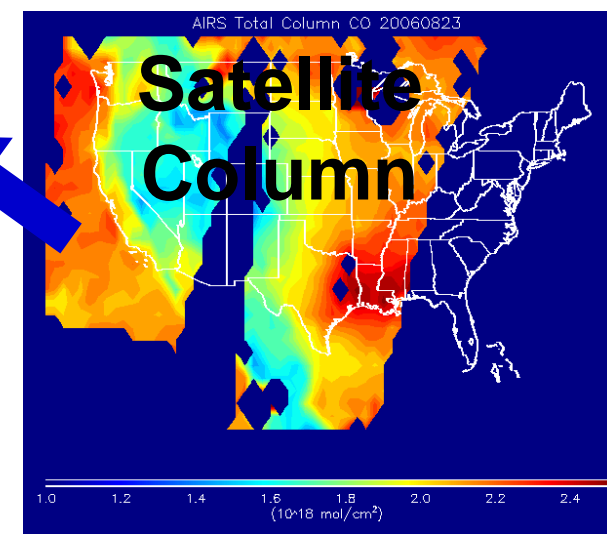 AIRS Total Column CO 20060823
Satellite
Column
1.0 1.2 1.4 1.6 1.8 2.0 2.2 2.4
(10^18 mol/cm²)